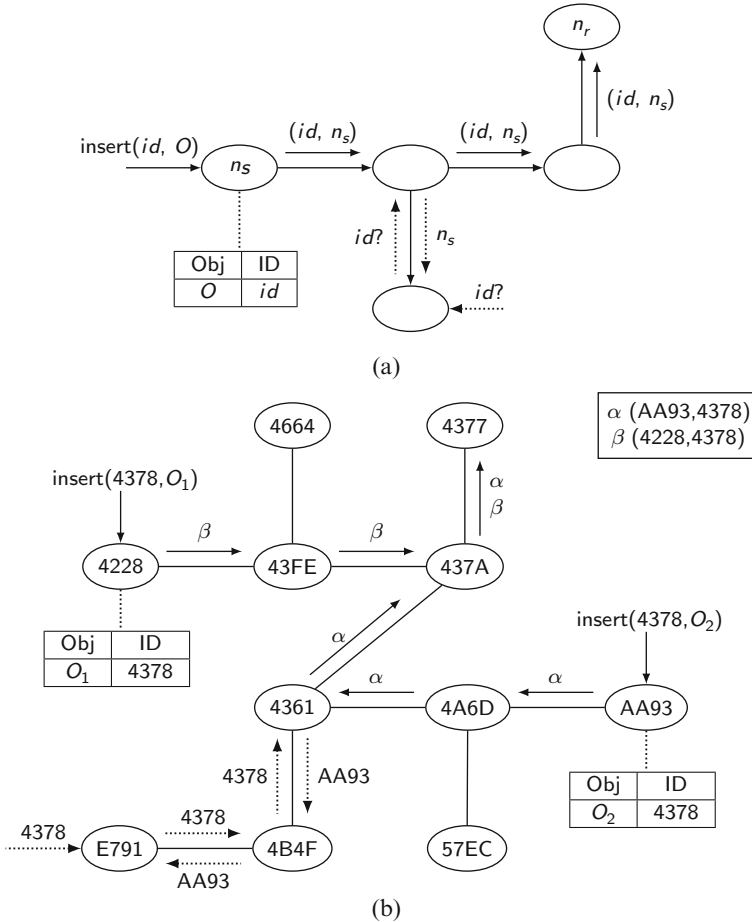 n_r
(id, n_s)
insert(id, O)
(id, n_s)
(id, n_s)
n_s
id?
n_s
Obj ID
O id
id?
(a)
4664
4377
α (AA93,4378)
β (4228,4378)
insert(4378,O_1)
α
β
β
β
4228
43FE
437A
Obj ID
O_1 4378
α
insert(4378,O_2)
α
α
4361
4A6D
AA93
4378
AA93
Obj ID
O_2 4378
4378
4378
E791
4B4F
57EC
AA93
(b)